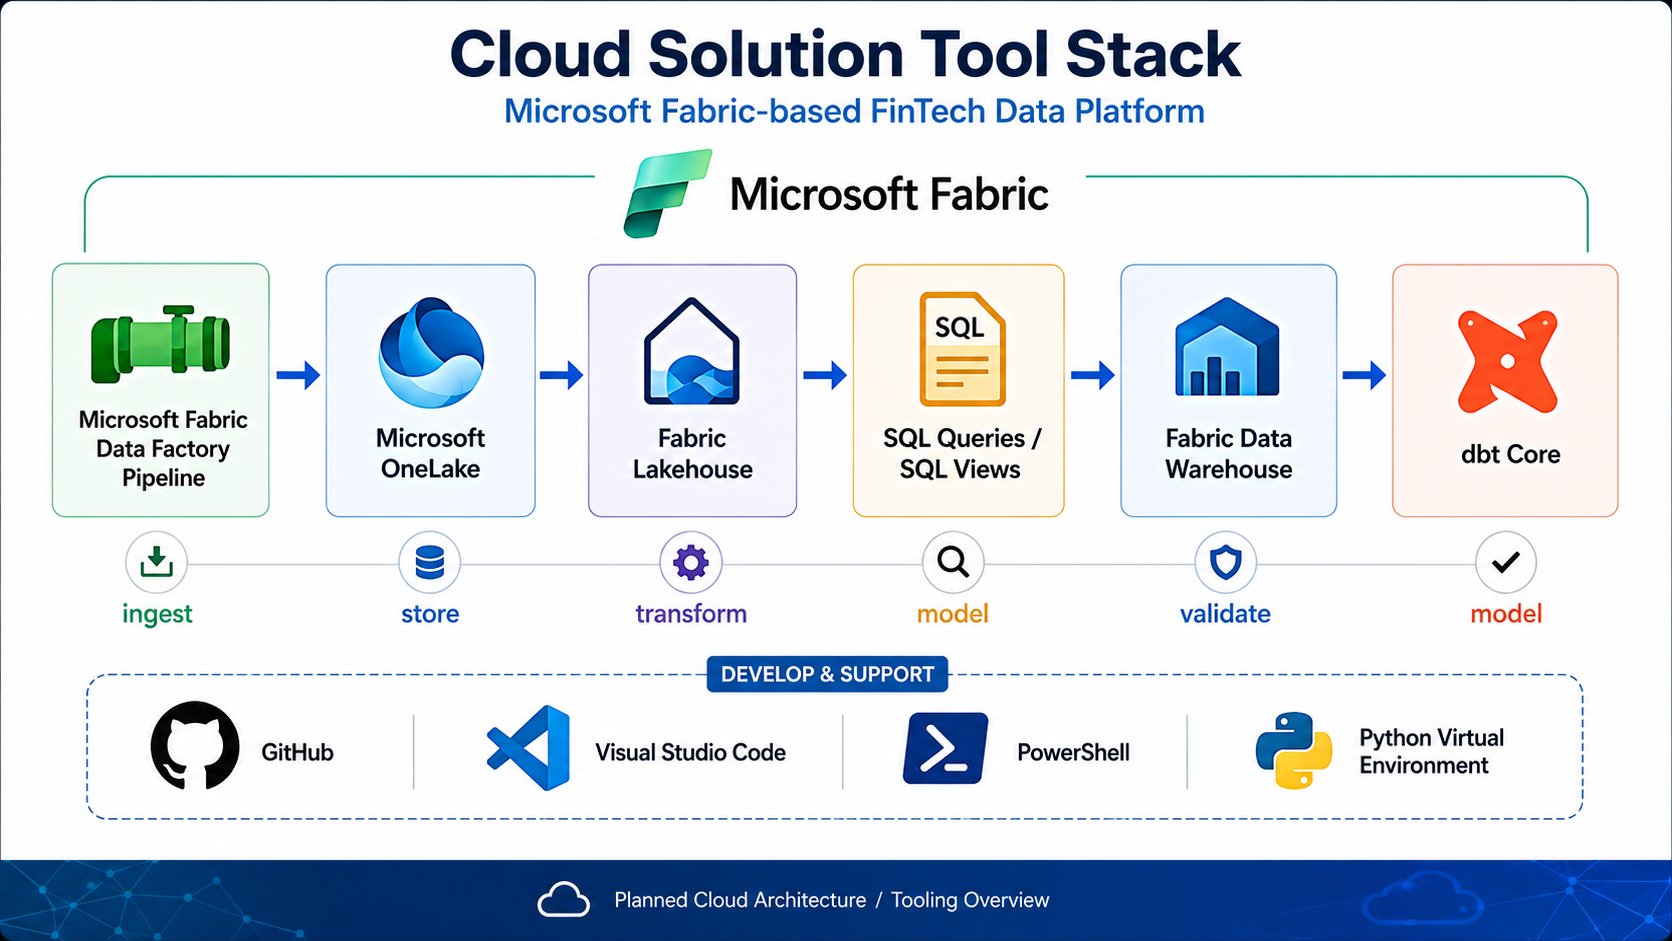 Cloud Solution Tool Stack
Microsoft Fabric-based FinTech Data Platform
Microsoft Fabric
Microsoft Fabric
Data Factory
Pipeline
Microsoft
OneLake
Fabric
Lakehouse
SQL
SQL Queries /
SQL Views
Fabric Data
Warehouse
dbt Core
ingest
store
transform
model
validate
model
DEVELOP & SUPPORT
GitHub
Visual Studio Code
PowerShell
Python Virtual
Environment
Planned Cloud Architecture / Tooling Overview